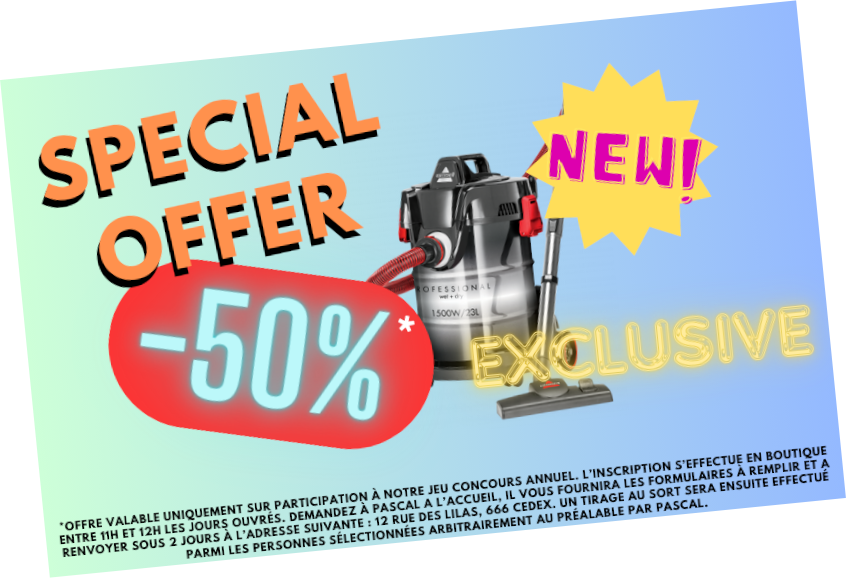 SPECIAL
OFFER
NEW!
-50%*
PROFESSIONAL
wet + dry
1500W/23L
EXCLUSIVE
*OFFRE VALABLE UNIQUEMENT SUR PARTICIPATION À NOTRE JEU CONCOURS ANNUEL. L'INSCRIPTION S'EFFECTUE EN BOUTIQUE
ENTRE 11H ET 12H LES JOURS OUVRÉS. DEMANDEZ À PASCAL A L'ACCUEIL, IL VOUS FOURNIRA LES FORMULAIRES À REMPLIR ET A
RENVOYER SOUS 2 JOURS À L'ADRESSE SUIVANTE : 12 RUE DES LILAS, 666 CEDEX. UN TIRAGE AU SORT SERA ENSUITE EFFECTUÉ
PARMI LES PERSONNES SÉLECTIONNÉES ARBITRAIREMENT AU PRÉALABLE PAR PASCAL.